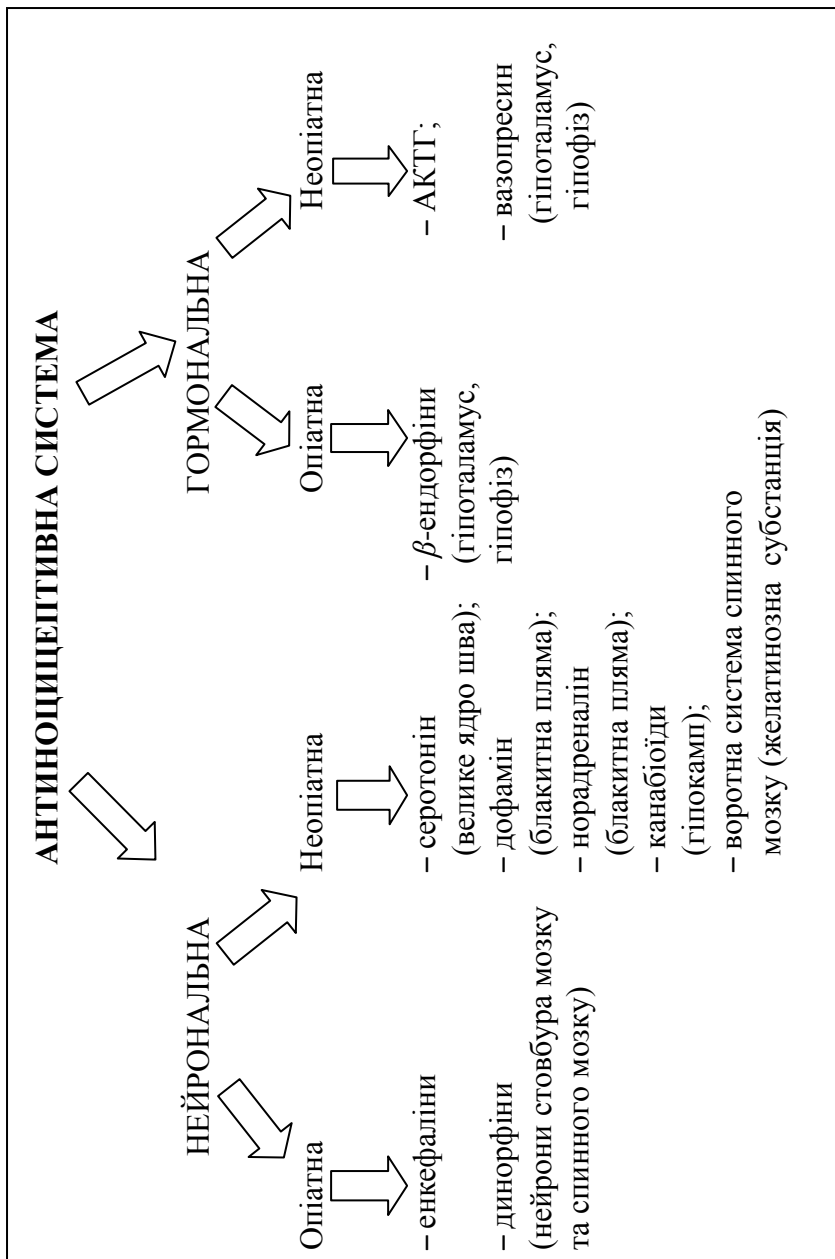 АНТИНОЦИЦЕПТИВНА СИСТЕМА
НЕЙРОНАЛЬНА
Опіатна
– енкефаліни
– динорфіни
(нейрони стовбура мозку
та спинного мозку)
Неопіатна
– серотонін
(велике ядро шва);
– дофамін
(блакитна пляма);
– норадреналін
(блакитна пляма);
– канабіоїди
(гіпокамп);
– воротна система спинного
мозку (желатинозна субстанція)
ГОРМОНАЛЬНА
Опіатна
– β-ендорфіни
(гіпоталамус,
гіпофіз)
Неопіатна
– АКТГ;
– вазопресин
(гіпоталамус,
гіпофіз)